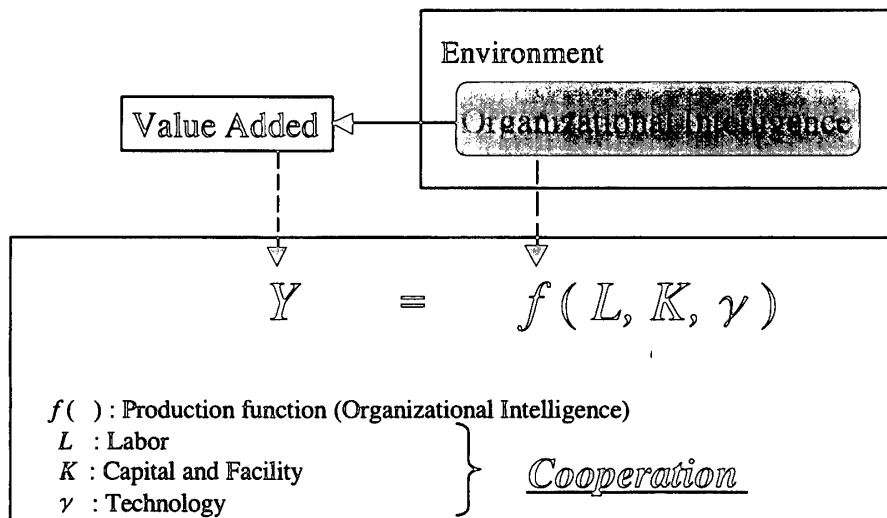 Environment
Value Added
Organizational Intelligence
Y = f ( L, K, γ )
f ( ) : Production function (Organizational Intelligence)
L : Labor
K : Capital and Facility
γ : Technology
Cooperation